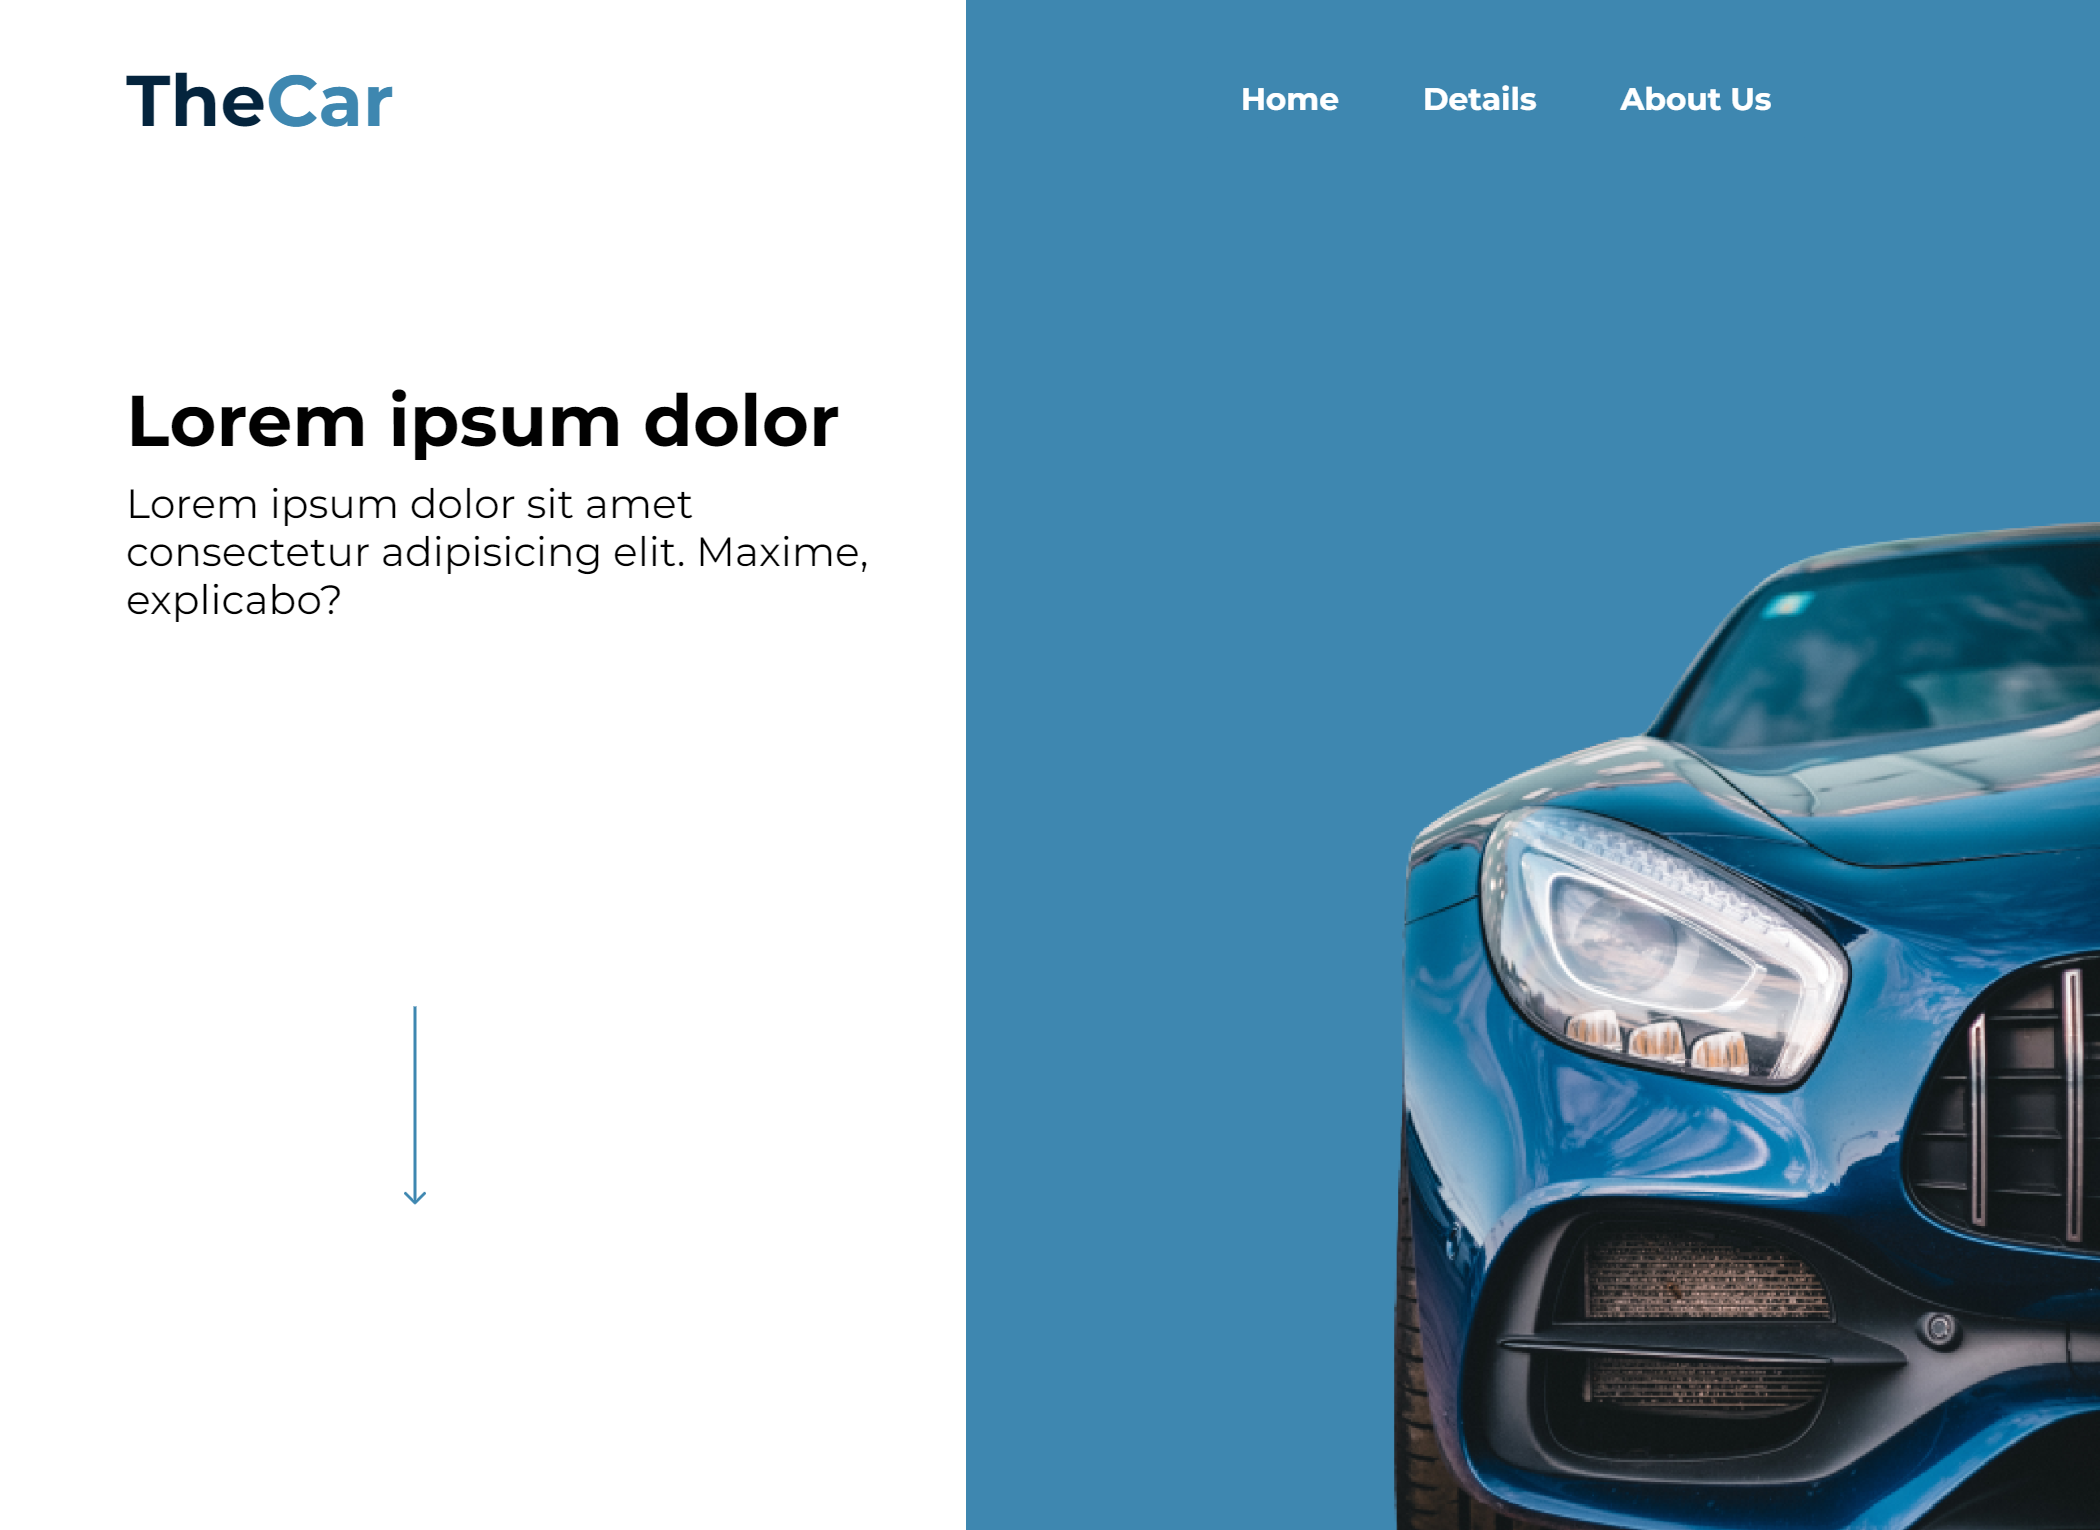 TheCar
Home Details About Us
Lorem ipsum dolor
Lorem ipsum dolor sit amet
consectetur adipisicing elit. Maxime,
explicabo?